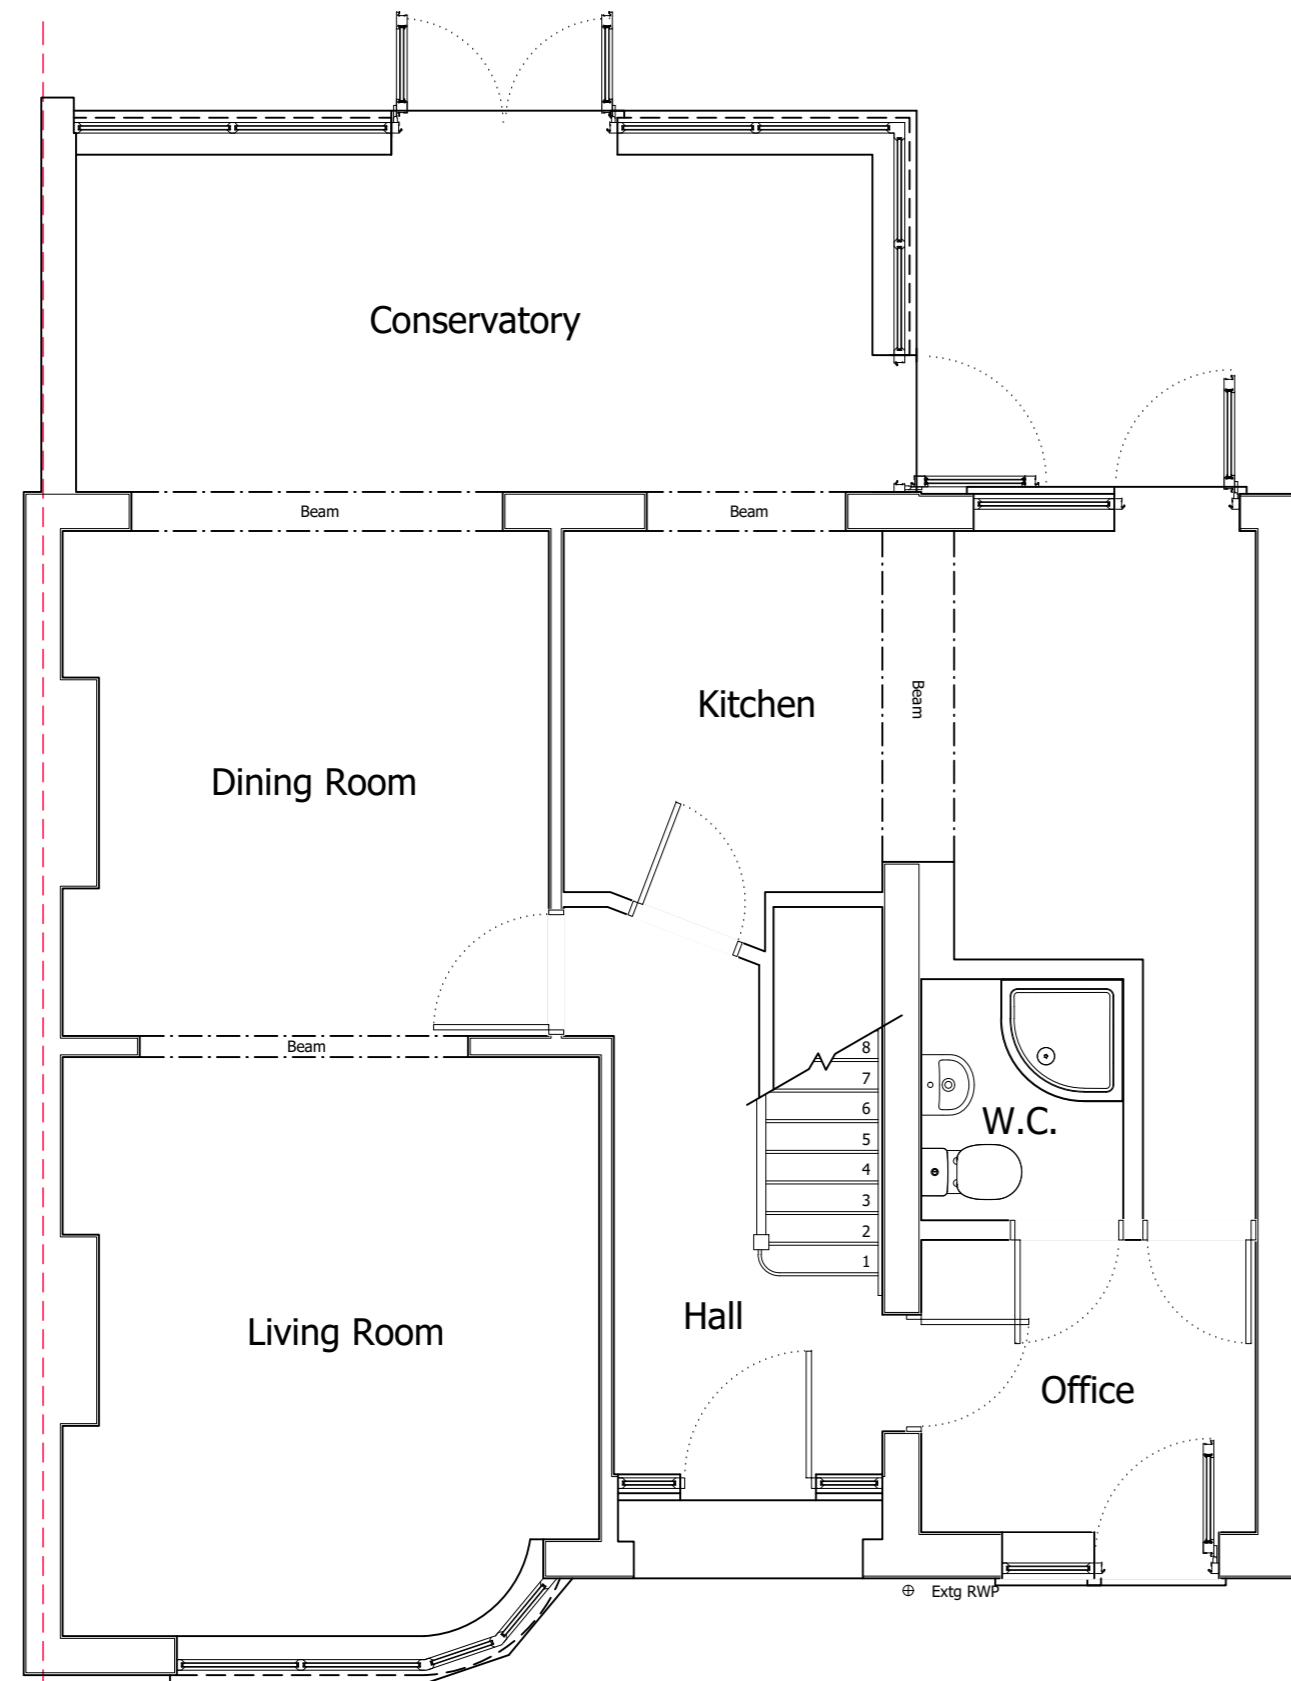 Conservatory
Beam
Beam
Beam
Kitchen
Dining Room
Beam
8
7
6
5
4
3
2
1
W.C.
Hall
Living Room
Office
Extg RWP